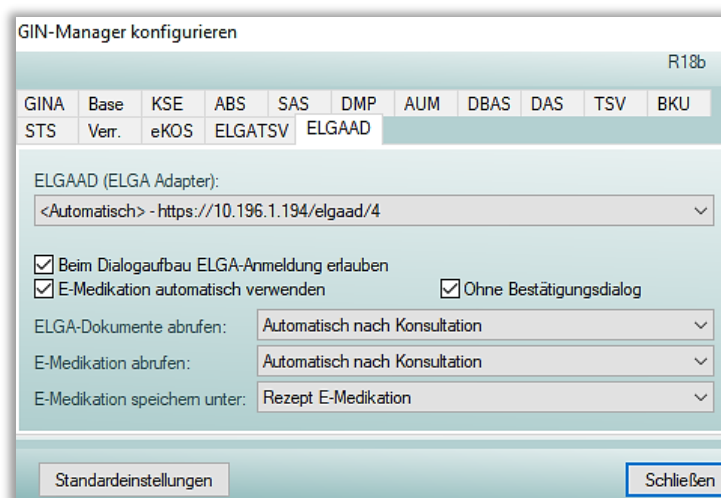 GIN-Manager konfigurieren
R18b
GINA Base KSE ABS SAS DMP AUM DBAS DAS TSV BKU
STS Verr. eKOS ELGATSV ELGAAD
ELGAAD (ELGA Adapter):
<Automatisch> - https://10.196.1.194/elgaad/4
Beim Dialogaufbau ELGA-Anmeldung erlauben
E-Medikation automatisch verwenden Ohne Bestätigungsdialog
ELGA-Dokumente abrufen: Automatisch nach Konsultation
E-Medikation abrufen: Automatisch nach Konsultation
E-Medikation speichern unter: Rezept E-Medikation
Standardeinstellungen Schließen